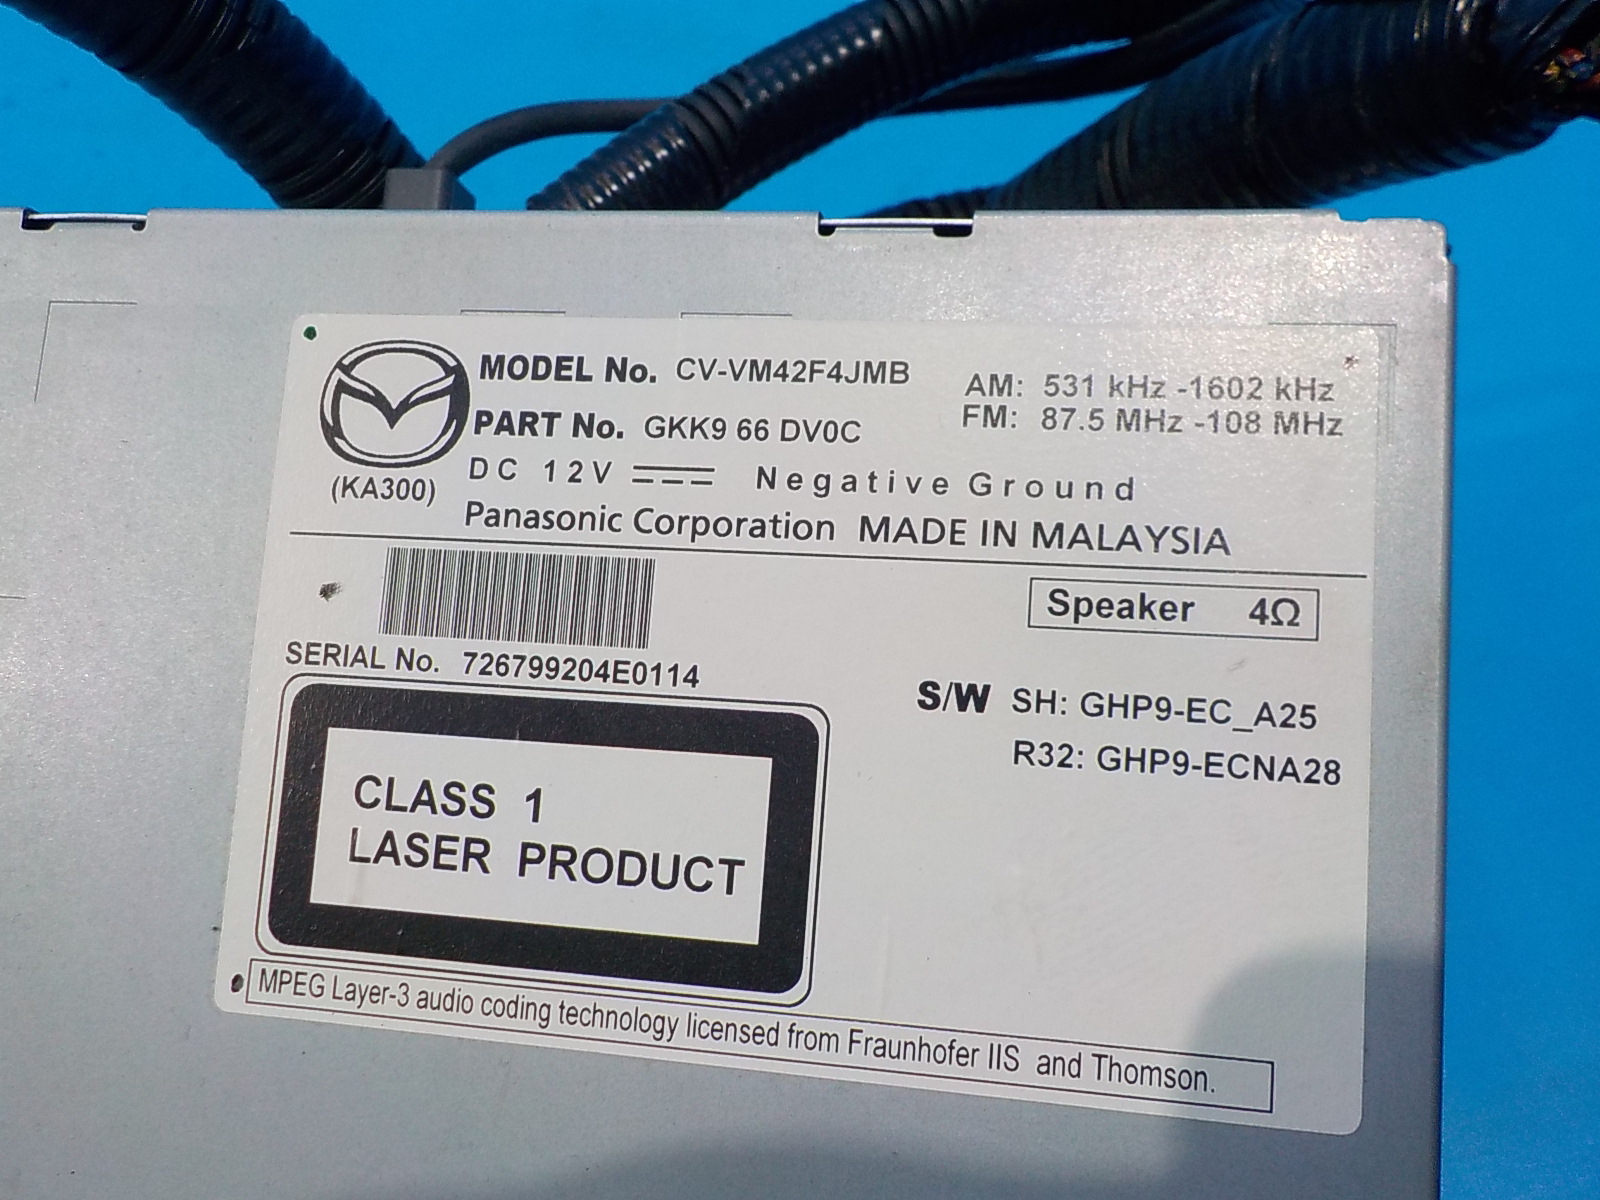 MODEL No. CV-VM42F4JMB
AM: 531 kHz -1602 kHz
PART No. GKK9 66 DV0C
FM: 87.5 MHz -108 MHz
DC 12V Negative Ground
(KA300)
Panasonic Corporation MADE IN MALAYSIA
Speaker 4Ω
SERIAL No. 726799204E0114
S/W SH: GHP9-EC_A25
R32: GHP9-ECNA28
CLASS 1
LASER PRODUCT
MPEG Layer-3 audio coding technology licensed from Fraunhofer IIS and Thomson.